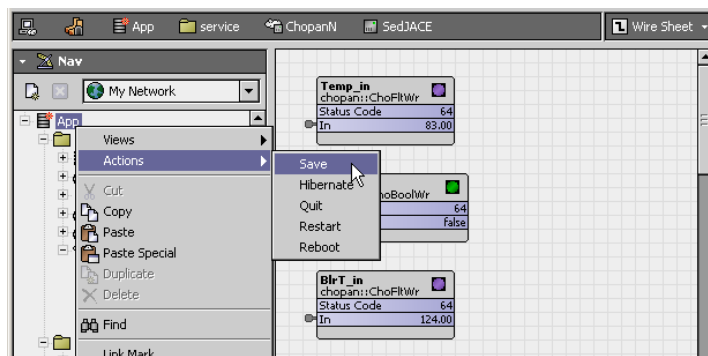 App service ChopanN SedJACE Wire Sheet
Nav
My Network
App
Views
Actions
Cut
Copy
Paste
Paste Special
Duplicate
Delete
Find
Link Mark
Save
Hibernate
Quit
Restart
Reboot
Temp_in
chopan::ChoFltWr
Status Code 64
In 83.00
hoBoolWr
64
false
BlrT_in
chopan::ChoFltWr
Status Code 64
In 124.00